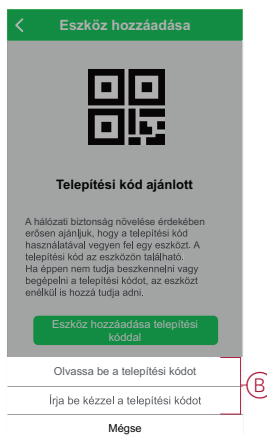 Eszköz hozzáadása
Telepítési kód ajánlott
A hálózati biztonság növelése érdekében
erősen ajánljuk, hogy a telepítési kód
használatával vegyen fel egy eszközt. A
telepítési kód az eszközön található.
Ha éppen nem tudja beszkennelni vagy
begépelni a telepítési kódot, az eszközt
enélkül is hozzá tudja adni.
Eszköz hozzáadása telepítési
kóddal
Olvassa be a telepítési kódot
B
Írja be kézzel a telepítési kódot
Mégse